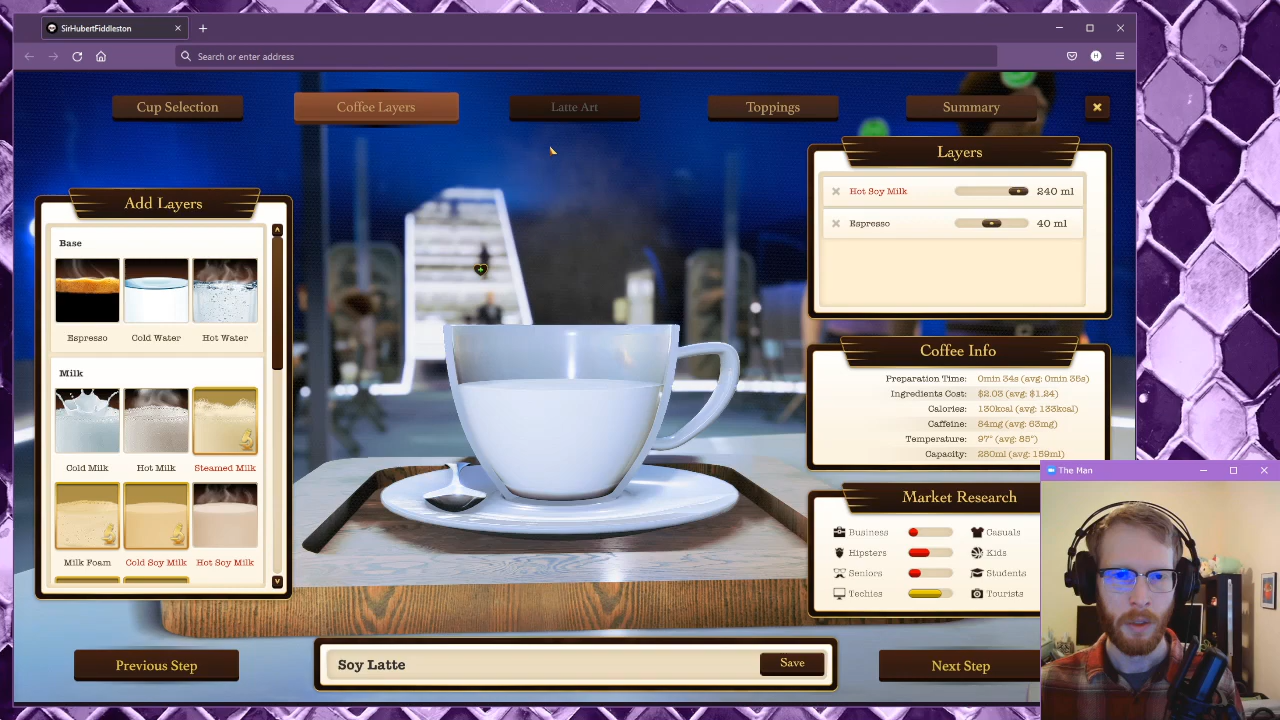 SirHubertFiddleston
Search or enter address
H
Cup Selection
Coffee Layers
Latte Art
Toppings
Summary
Add Layers
Base
Espresso
Cold Water
Hot Water
Milk
Cold Milk
Hot Milk
Steamed Milk
Milk Foam
Cold Soy Milk
Hot Soy Milk
Layers
Hot Soy Milk
240 ml
Espresso
40 ml
Coffee Info
Preparation Time: 0min 34s (avg: 0min 35s)
Ingredients Cost: $2.03 (avg: $1.24)
Calories: 130kcal (avg: 133kcal)
Caffeine: 84mg (avg: 63mg)
Temperature: 97° (avg: 85°)
Capacity: 280ml (avg: 189ml)
Market Research
Business
Casuals
Hipsters
Kids
Seniors
Students
Techies
Tourists
Previous Step
Soy Latte
Save
Next Step
The Man